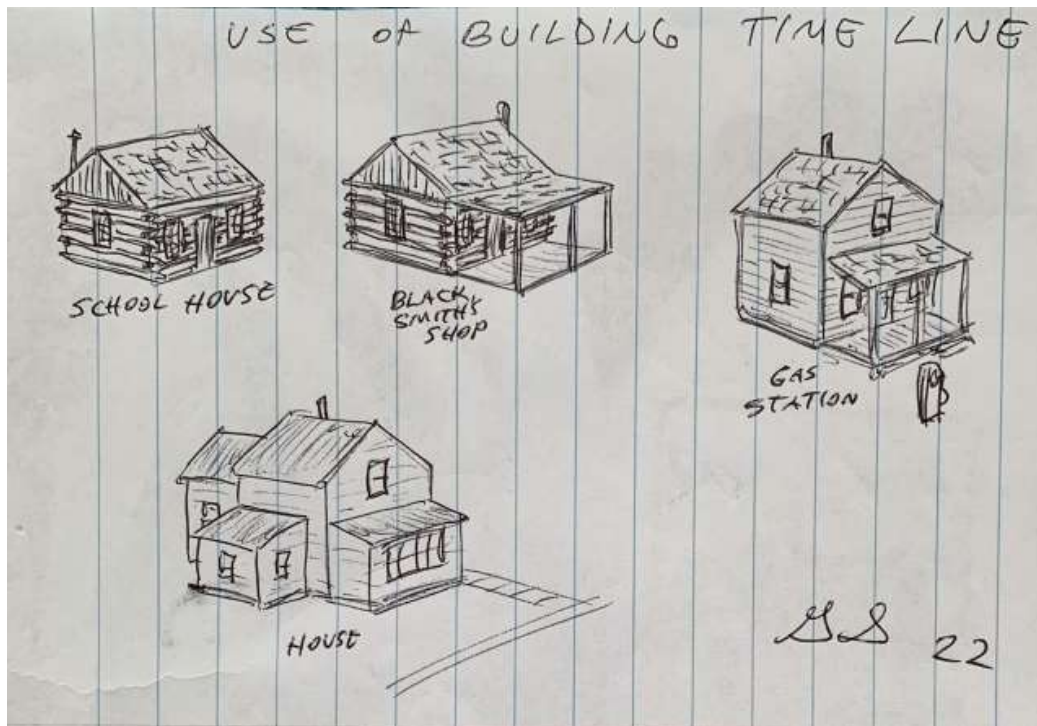 USE of BUILDING TIME LINE
SCHOOL HOUSE
BLACK
SMITH'S
SHOP
GAS
STATION
HOUSE
GS 22